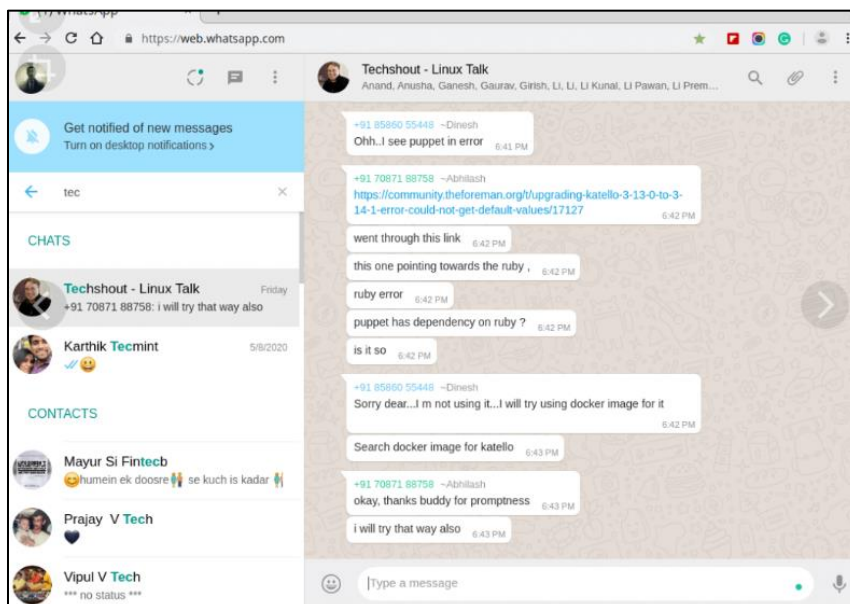 (1) WhatsApp
https://web.whatsapp.com
Get notified of new messages
Turn on desktop notifications >
tec
CHATS
Techshout - Linux Talk
Friday
+91 70871 88758: i will try that way also
Karthik Tecmint
5/8/2020
CONTACTS
Mayur Si Fintecb
😊humein ek doosre👫 se kuch is kadar
Prajay V Tech
🖤
Vipul V Tech
*** no status ***
Techshout - Linux Talk
Anand, Anusha, Ganesh, Gaurav, Girish, Li, Li, Li Kunal, Li Pawan, Li Prem...
+91 85860 55448 ~Dinesh
Ohh..I see puppet in error 6:41 PM
+91 70871 88758 ~Abhilash
https://community.theforeman.org/t/upgrading-katello-3-13-0-to-3-
14-1-error-could-not-get-default-values/17127
6:42 PM
went through this link 6:42 PM
this one pointing towards the ruby , 6:42 PM
ruby error 6:42 PM
puppet has dependency on ruby ? 6:42 PM
is it so 6:42 PM
+91 85860 55448 ~Dinesh
Sorry dear...I m not using it...I will try using docker image for it
6:42 PM
Search docker image for katello 6:43 PM
+91 70871 88758 ~Abhilash
okay, thanks buddy for promptness 6:43 PM
i will try that way also 6:43 PM
Type a message